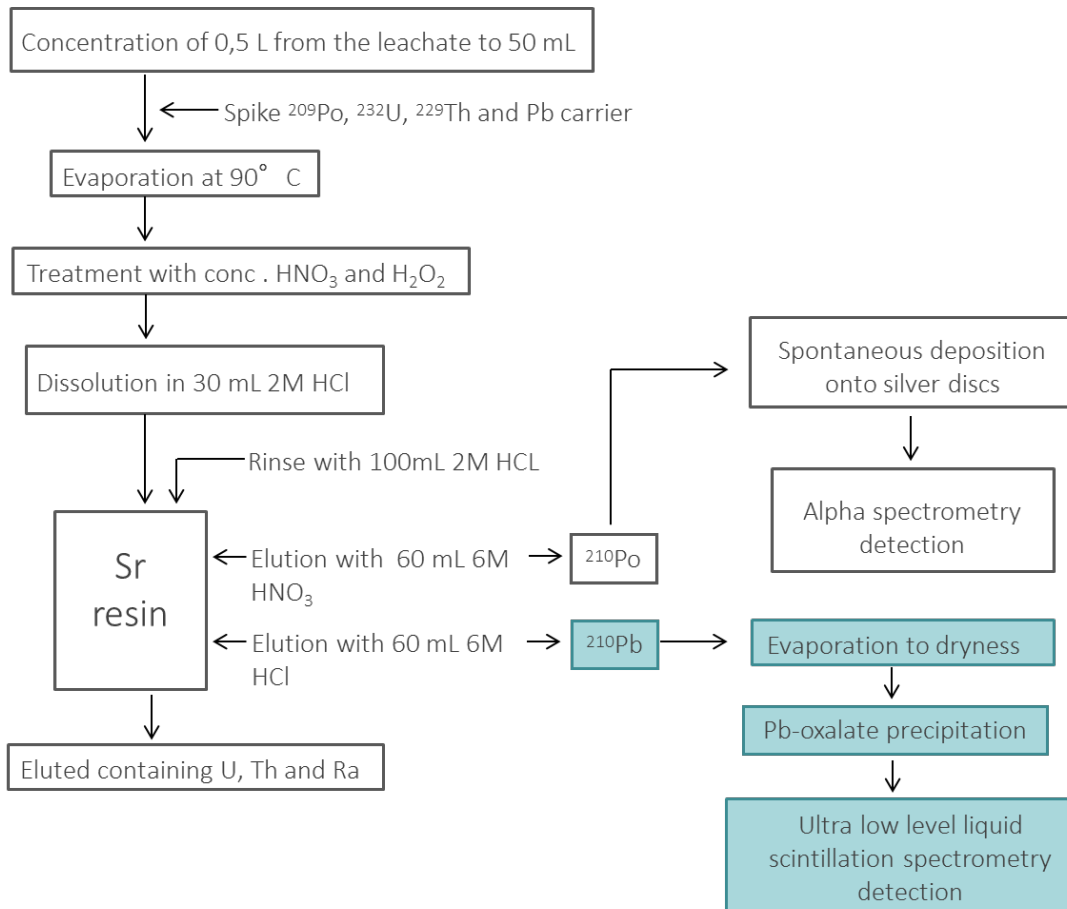 Concentration of 0,5 L from the leachate to 50 mL
Spike ²⁰⁹Po, ²³²U, ²²⁹Th and Pb carrier
Evaporation at 90° C
Treatment with conc . HNO₃ and H₂O₂
Dissolution in 30 mL 2M HCl
Rinse with 100mL 2M HCL
Sr
resin
Elution with 60 mL 6M
HNO₃
²¹⁰Po
Spontaneous deposition
onto silver discs
Alpha spectrometry
detection
Elution with 60 mL 6M
HCl
²¹⁰Pb
Evaporation to dryness
Pb-oxalate precipitation
Ultra low level liquid
scintillation spectrometry
detection
Eluted containing U, Th and Ra